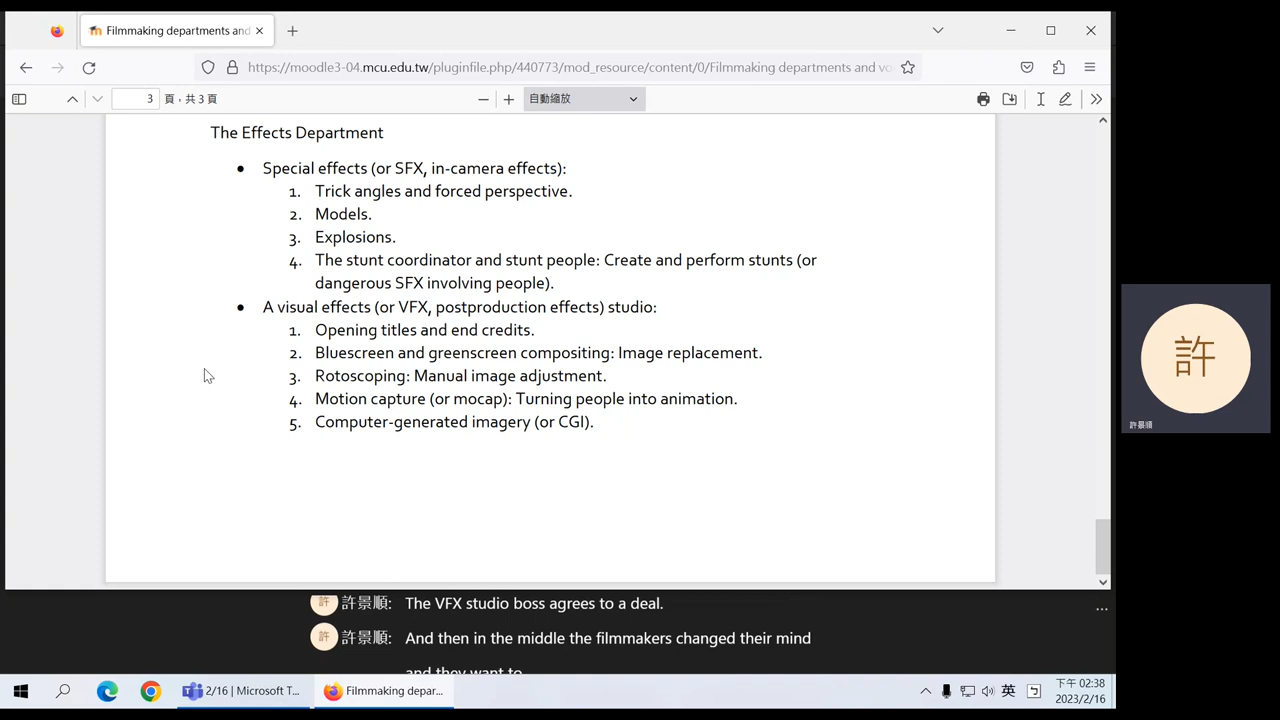 Filmmaking departments and
https://moodle3-04.mcu.edu.tw/pluginfile.php/440773/mod_resource/content/0/Filmmaking departments and vo
3 頁，共 3 頁
自動縮放
The Effects Department
• Special effects (or SFX, in-camera effects):
1. Trick angles and forced perspective.
2. Models.
3. Explosions.
4. The stunt coordinator and stunt people: Create and perform stunts (or
dangerous SFX involving people).
• A visual effects (or VFX, postproduction effects) studio:
1. Opening titles and end credits.
2. Bluescreen and greenscreen compositing: Image replacement.
3. Rotoscoping: Manual image adjustment.
4. Motion capture (or mocap): Turning people into animation.
5. Computer-generated imagery (or CGI).
許
許景順
許 許景順: The VFX studio boss agrees to a deal.
許 許景順: And then in the middle the filmmakers changed their mind
and they want to
2/16 | Microsoft T...
Filmmaking depar...
英
下午 02:38
2023/2/16